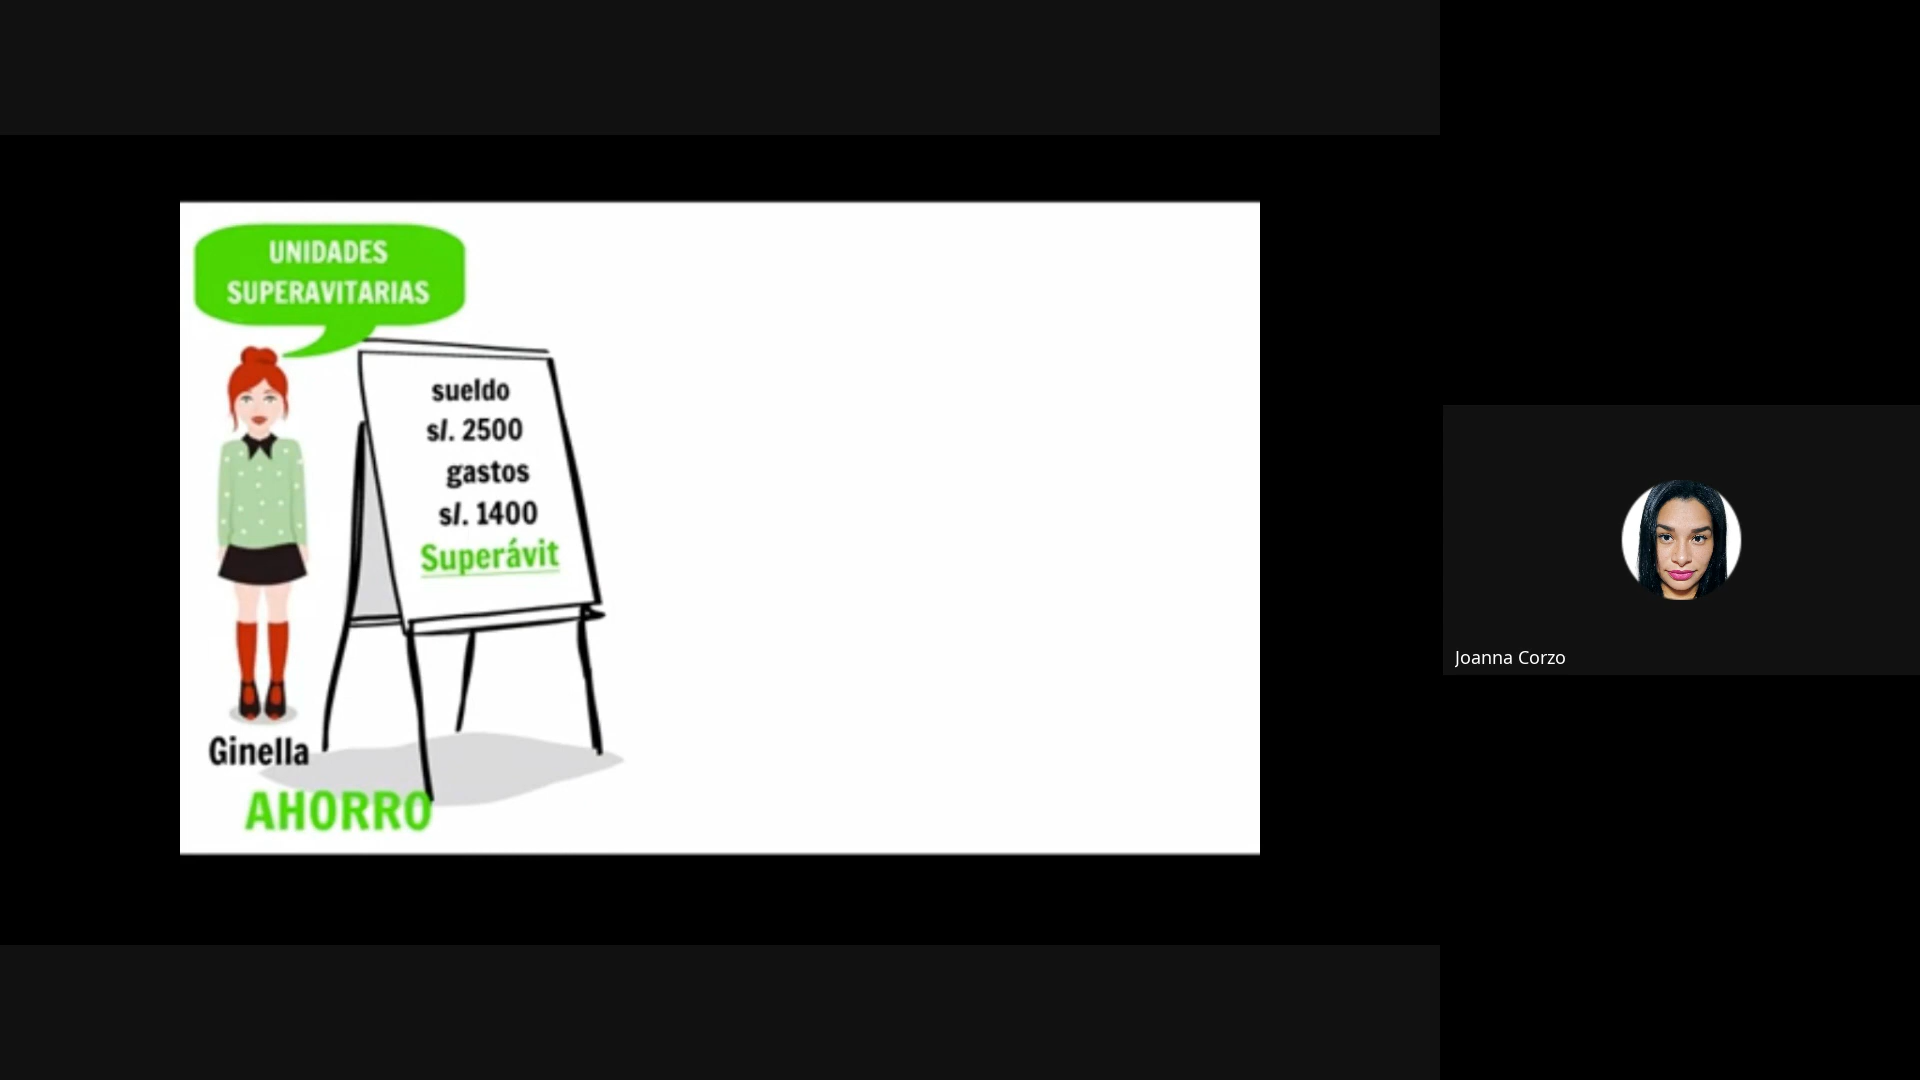 UNIDADES
SUPERAVITARIAS
sueldo
s/. 2500
gastos
s/. 1400
Superávit
Ginella
AHORRO
Joanna Corzo